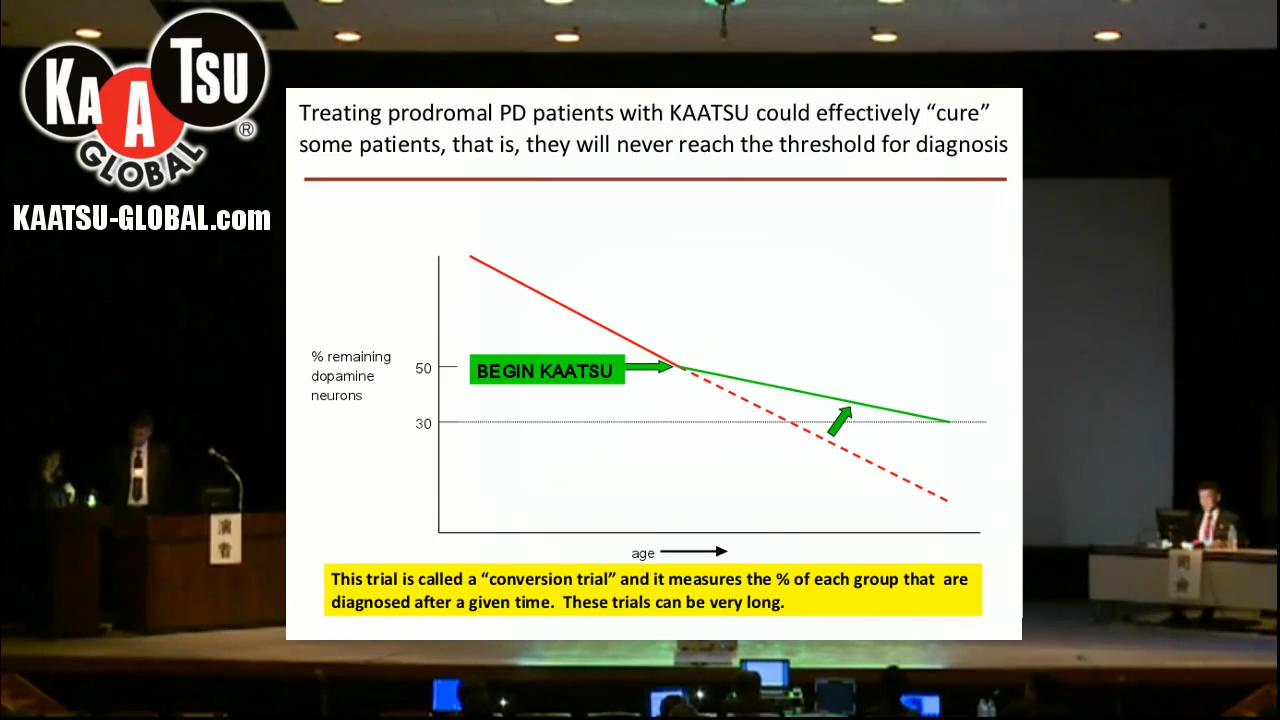 KAATSU
GLOBAL
®
KAATSU-GLOBAL.com
Treating prodromal PD patients with KAATSU could effectively “cure”
some patients, that is, they will never reach the threshold for diagnosis
% remaining
dopamine
neurons
50
30
BEGIN KAATSU
age
This trial is called a “conversion trial” and it measures the % of each group that are
diagnosed after a given time. These trials can be very long.
演
者